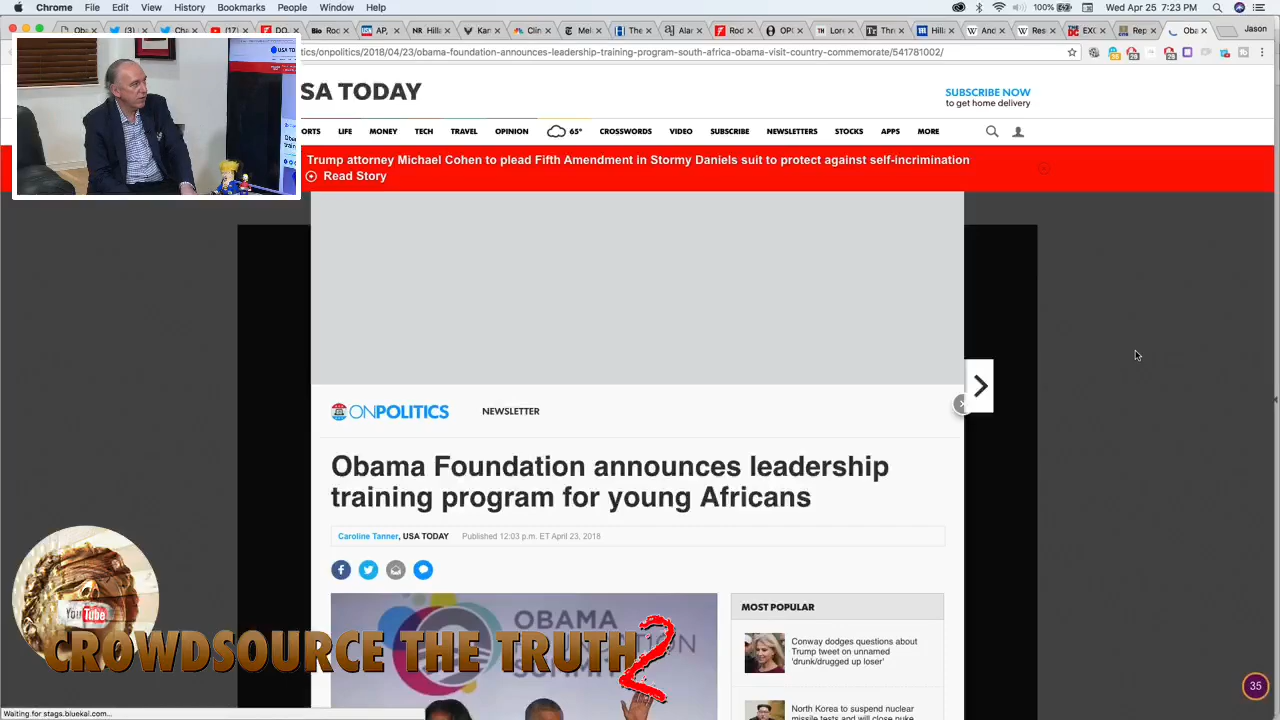 Chrome File Edit View History Bookmarks People Window Help
100% Wed Apr 25 7:23 PM
Jason
tics/onpolitics/2018/04/23/obama-foundation-announces-leadership-training-program-south-africa-obama-visit-country-commemorate/541781002/
SA TODAY
SUBSCRIBE NOW
to get home delivery
ORTS LIFE MONEY TECH TRAVEL OPINION 65° CROSSWORDS VIDEO SUBSCRIBE NEWSLETTERS STOCKS APPS MORE
Trump attorney Michael Cohen to plead Fifth Amendment in Stormy Daniels suit to protect against self-incrimination
Read Story
ONPOLITICS NEWSLETTER
Obama Foundation announces leadership
training program for young Africans
Caroline Tanner, USA TODAY Published 12:03 p.m. ET April 23, 2018
OBAMA
MOST POPULAR
Conway dodges questions about
Trump tweet on unnamed
'drunk/drugged up loser'
North Korea to suspend nuclear
missile tests and will close nuke
YouTube
CROWDSOURCE THE TRUTH 2
35
Waiting for stags.bluekai.com...